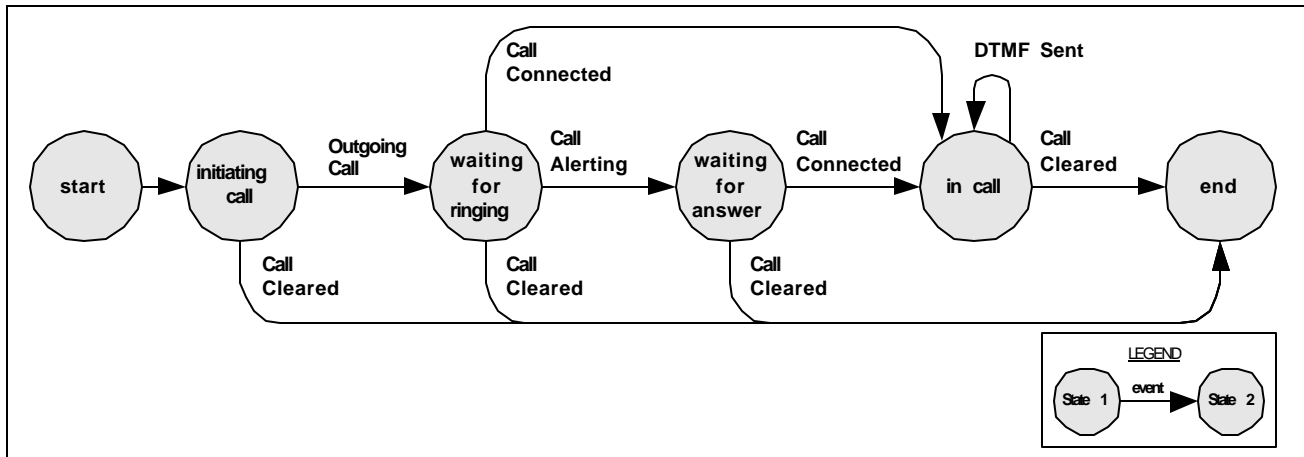 Call
Connected
DTMF Sent
start
initiating
call
Outgoing
Call
waiting
for
ringing
Call
Alerting
waiting
for
answer
Call
Connected
in call
Call
Cleared
end
Call
Cleared
Call
Cleared
Call
Cleared
LEGEND
State 1
event
State 2